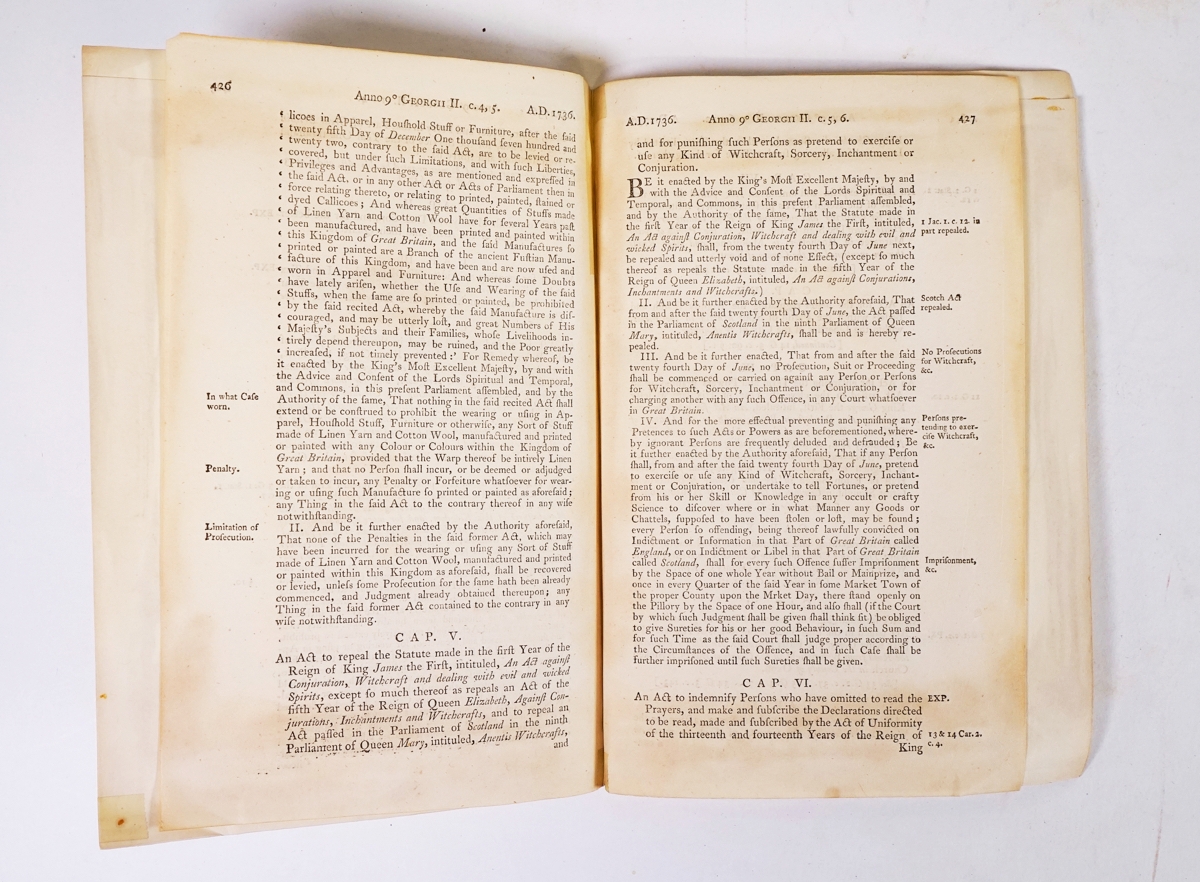 426
Anno 9° GEORGII II. c. 4, 5. A.D. 1736.
‘ licoes in Apparel, Houſhold Stuff or Furniture, after the ſaid
‘ twenty fifth Day of December One thouſand ſeven hundred and
‘ twenty two, contrary to the ſaid Act, are to be levied or re-
‘ covered, but under ſuch Limitations, and with ſuch Liberties,
‘ Privileges and Advantages, as are mentioned and expreſſed in
‘ the ſaid Act, or in any other Act or Acts of Parliament then in
‘ force relating thereto, or relating to printed, painted, ſtained or
‘ dyed Callicoes; And whereas great Quantities of Stuffs made
‘ of Linen Yarn and Cotton Wool have for ſeveral Years paſt
‘ been manufactured, and have been printed and painted within
‘ this Kingdom of Great Britain, and the ſaid Manufactures ſo
‘ printed or painted are a Branch of the ancient Fuſtian Manu-
‘ facture of this Kingdom, and have been and are now uſed and
‘ worn in Apparel and Furniture: And whereas ſome Doubts
‘ have lately ariſen, whether the Uſe and Wearing of the ſaid
‘ Stuffs, when the ſame are ſo printed or painted, be prohibited
‘ by the ſaid recited Act, whereby the ſaid Manufacture is diſ-
‘ couraged, and may be utterly loſt, and great Numbers of His
‘ Majeſty's Subjects and their Families, whoſe Livelihoods in-
‘ tirely depend thereupon, may be ruined, and the Poor greatly
‘ increaſed, if not timely prevented:’ For Remedy whereof, be
it enacted by the King's Moſt Excellent Majeſty, by and with
the Advice and Conſent of the Lords Spiritual and Temporal,
and Commons, in this preſent Parliament aſſembled, and by the
In what Caſe
worn.
Authority of the ſame, That nothing in the ſaid recited Act ſhall
extend or be conſtrued to prohibit the wearing or uſing in Ap-
parel, Houſhold Stuff, Furniture or otherwiſe, any Sort of Stuff
made of Linen Yarn and Cotton Wool, manufactured and printed
or painted with any Colour or Colours within the Kingdom of
Great Britain, provided that the Warp thereof be intirely Linen
Penalty.
Yarn; and that no Perſon ſhall incur, or be deemed or adjudged
or taken to incur, any Penalty or Forfeiture whatſoever for wear-
ing or uſing ſuch Manufacture ſo printed or painted as aforeſaid;
any Thing in the ſaid Act to the contrary thereof in any wiſe
notwithſtanding.
Limitation of
Proſecution.
II. And be it further enacted by the Authority aforeſaid,
That none of the Penalties in the ſaid former Act, which may
have been incurred for the wearing or uſing any Sort of Stuff
made of Linen Yarn and Cotton Wool, manufactured and printed
or painted within this Kingdom as aforeſaid, ſhall be recovered
or levied, unleſs ſome Proſecution for the ſame hath been already
commenced, and Judgment already obtained thereupon; any
Thing in the ſaid former Act contained to the contrary in any
wiſe notwithſtanding.
CAP. V.
An Act to repeal the Statute made in the firſt Year of the
Reign of King James the Firſt, intituled, An Act againſt
Conjuration, Witchcraft and dealing with evil and wicked
Spirits, except ſo much thereof as repeals an Act of the
fifth Year of the Reign of Queen Elizabeth, Againſt Con-
jurations, Inchantments and Witchcrafts, and to repeal an
Act paſſed in the Parliament of Scotland in the ninth
Parliament of Queen Mary, intituled, Anentis Witchcrafts,
and
A.D. 1736. Anno 9° GEORGII II. c. 5, 6. 427
and for puniſhing ſuch Perſons as pretend to exerciſe or
uſe any Kind of Witchcraft, Sorcery, Inchantment or
Conjuration.
BE it enacted by the King's Moſt Excellent Majeſty, by and
with the Advice and Conſent of the Lords Spiritual and
Temporal, and Commons, in this preſent Parliament aſſembled,
and by the Authority of the ſame, That the Statute made in
the firſt Year of the Reign of King James the Firſt, intituled,
1 Jac. 1. c. 12. in
part repealed.
An Act againſt Conjuration, Witchcraft and dealing with evil and
wicked Spirits, ſhall, from the twenty fourth Day of June next,
be repealed and utterly void and of none Effect, (except ſo much
thereof as repeals the Statute made in the fifth Year of the
Reign of Queen Elizabeth, intituled, An Act againſt Conjurations,
Inchantments and Witchcrafts.)
II. And be it further enacted by the Authority aforeſaid, That
Scotch Act
repealed.
from and after the ſaid twenty fourth Day of June, the Act paſſed
in the Parliament of Scotland in the ninth Parliament of Queen
Mary, intituled, Anentis Witchcrafts, ſhall be and is hereby re-
pealed.
III. And be it further enacted, That from and after the ſaid
No Proſecutions
for Witchcraft,
&c.
twenty fourth Day of June, no Proſecution, Suit or Proceeding
ſhall be commenced or carried on againſt any Perſon or Perſons
for Witchcraft, Sorcery, Inchantment or Conjuration, or for
charging another with any ſuch Offence, in any Court whatſoever
in Great Britain.
IV. And for the more effectual preventing and puniſhing any
Perſons pre-
tending to exer-
ciſe Witchcraft,
&c.
Pretences to ſuch Acts or Powers as are beforementioned, where-
by ignorant Perſons are frequently deluded and defrauded; Be
it further enacted by the Authority aforeſaid, That if any Perſon
ſhall, from and after the ſaid twenty fourth Day of June, pretend
to exerciſe or uſe any Kind of Witchcraft, Sorcery, Inchant-
ment or Conjuration, or undertake to tell Fortunes, or pretend
from his or her Skill or Knowledge in any occult or crafty
Science to diſcover where or in what Manner any Goods or
Chattels, ſuppoſed to have been ſtolen or loſt, may be found;
every Perſon ſo offending, being thereof lawfully convicted on
Indictment or Information in that Part of Great Britain called
England, or on Indictment or Libel in that Part of Great Britain
called Scotland, ſhall for every ſuch Offence ſuffer Impriſonment
Impriſonment,
&c.
by the Space of one whole Year without Bail or Mainprize, and
once in every Quarter of the ſaid Year in ſome Market Town of
the proper County upon the Mrket Day, there ſtand openly on
the Pillory by the Space of One Hour, and alſo ſhall (if the Court
by which ſuch Judgment ſhall be given ſhall think fit) be obliged
to give Sureties for his or her good Behaviour, in ſuch Sum and
for ſuch Time as the ſaid Court ſhall judge proper according to
the Circumſtances of the Offence, and in ſuch Caſe ſhall be
further impriſoned until ſuch Sureties ſhall be given.
CAP. VI.
An Act to indemnify Perſons who have omitted to read the EXP.
Prayers, and make and ſubſcribe the Declarations directed
to be read, made and ſubſcribed by the Act of Uniformity
of the thirteenth and fourteenth Years of the Reign of
13 & 14 Car. 2.
c. 4.
King